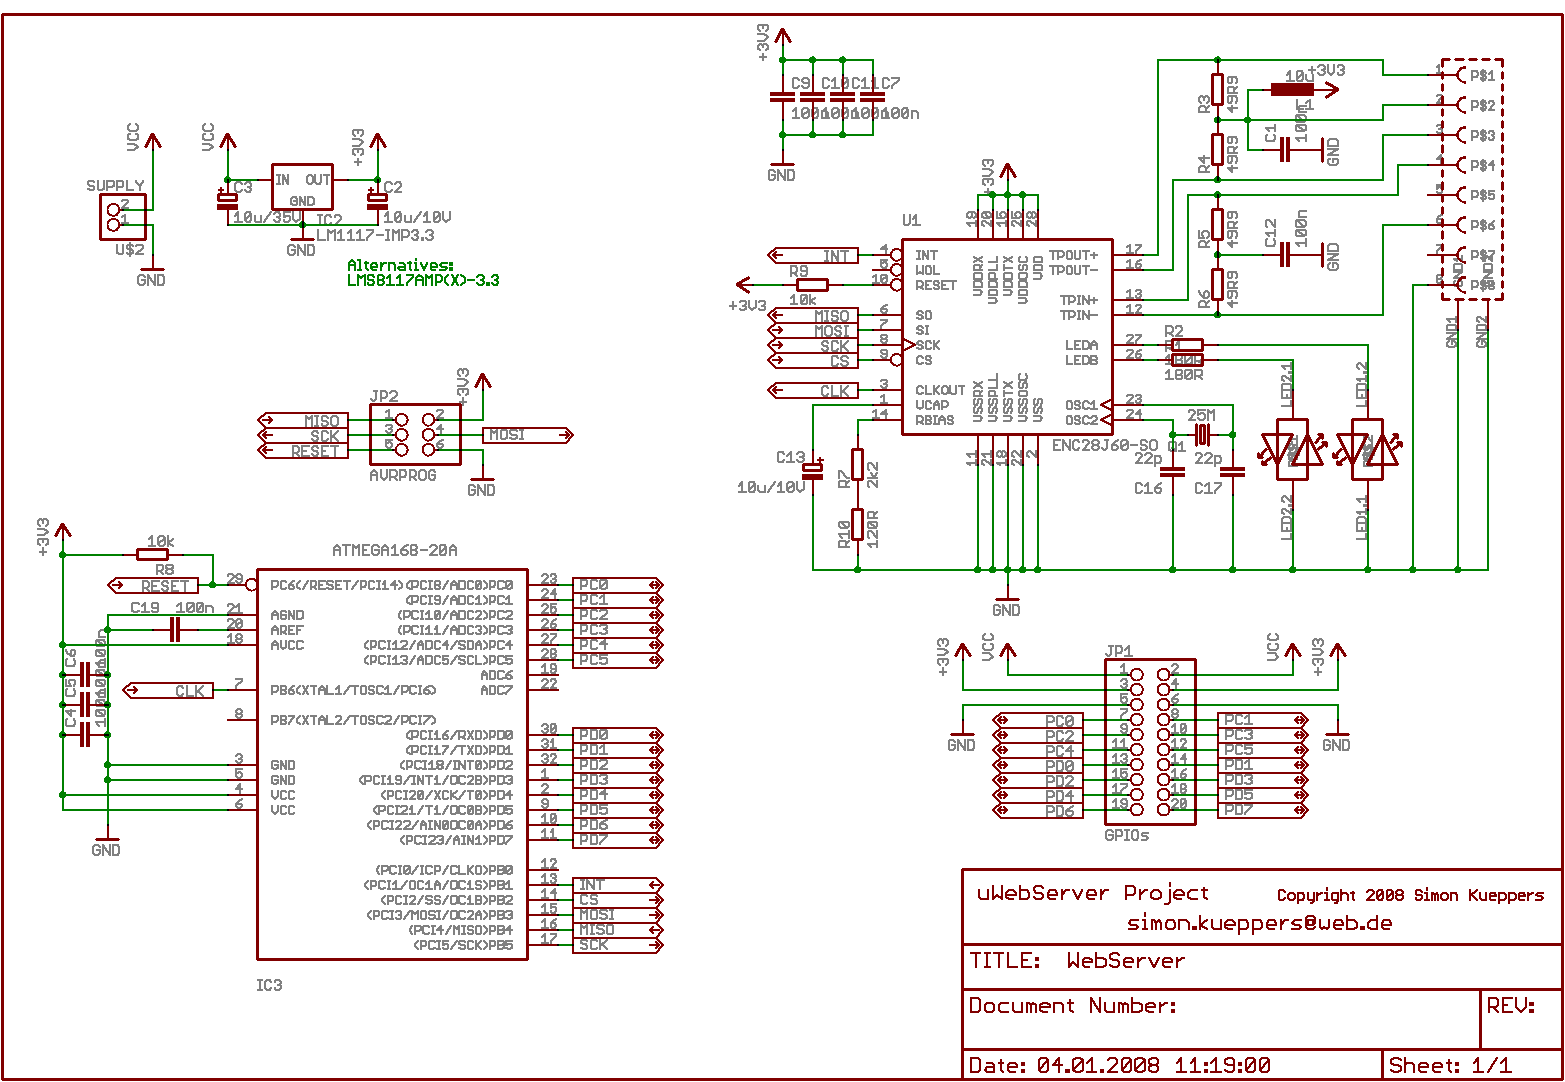 SUPPLY
2
1
U$2
VCC
GND
VCC
C3
10u/35V
IN OUT
GND
IC2
LM1117-IMP3.3
GND
+3V3
C2
10u/10V
Alternatives:
LMS8117AMP(X)-3.3
JP2
MISO 1 2 +3V3
SCK 3 4 MOSI
RESET 5 6
AVRPROG
GND
+3V3
10k
R8
RESET
C19 100n
C6
C5
C4
100n
CLK
GND
ATMEGA168-20A
29 PC6(/RESET/PCI14) (PCI8/ADC0)PC0 23 PC0
(PCI9/ADC1)PC1 24 PC1
21 AGND (PCI10/ADC2)PC2 25 PC2
20 AREF (PCI11/ADC3)PC3 26 PC3
18 AVCC (PCI12/ADC4/SDA)PC4 27 PC4
(PCI13/ADC5/SCL)PC5 28 PC5
ADC6 19
7 PB6(XTAL1/TOSC1/PCI6) ADC7 22
8 PB7(XTAL2/TOSC2/PCI7)
(PCI16/RXD)PD0 30 PD0
(PCI17/TXD)PD1 31 PD1
3 GND (PCI18/INT0)PD2 32 PD2
5 GND (PCI19/INT1/OC2B)PD3 1 PD3
4 VCC (PCI20/XCK/T0)PD4 2 PD4
6 VCC (PCI21/T1/OC0B)PD5 9 PD5
(PCI22/AIN0OC0A)PD6 10 PD6
(PCI23/AIN1)PD7 11 PD7
(PCI0/ICP/CLKO)PB0 12
(PCI1/OC1A/OC1S)PB1 13 INT
(PCI2/SS/OC1B)PB2 14 CS
(PCI3/MOSI/OC2A)PB3 15 MOSI
(PCI4/MISO)PB4 16 MISO
(PCI5/SCK)PB5 17 SCK
IC3
+3V3
C9 C10 C11 C7
100n 100n 100n 100n
GND
+3V3
19 20 16 25 28
U1
VDDRX VDDPLL VDDTX VDDOSC VDD
INT 4 INT TPOUT+ 17
5 WOL TPOUT- 16
R9
10k
+3V3
10 RESET
TPIN+ 13
MISO 6 SO TPIN- 12
MOSI 7 SI
SCK 8 SCK LEDA 27
CS 9 CS LEDB 26
CLK 3 CLKOUT
1 VCAP OSC1 23
14 RBIAS OSC2 24
VSSRX VSSPLL VSSTX VSSOSC VSS
11 21 18 22 2
ENC28J60-SO
C13
10u/10V
R7
2k2
R10
120R
GND
R3 49R9
R4 49R9
R5 49R9
R6 49R9
10u
L1
+3V3
C1 100n
GND
C12 100n
GND
R2
R1
180R
180R
25M
Q1
22p 22p
C16 C17
LED2.1 LED1.2
LED2.2 LED1.1
1 P$1
2 P$2
3 P$3
4 P$4
5 P$5
6 P$6
7 P$7
8 P$8
GND1 GND2
GND1 GND2
+3V3 VCC
VCC +3V3
JP1
1 2
3 4
5 6
PC0 7 8 PC1
PC2 9 10 PC3
PC4 11 12 PC5
PD0 13 14 PD1
PD2 15 16 PD3
PD4 17 18 PD5
PD6 19 20 PD7
GND
GND
GPIOs
uWebServer Project Copyright 2008 Simon Kueppers
simon.kueppers@web.de
TITLE: WebServer
Document Number: REV:
Date: 04.01.2008 11:19:00 Sheet: 1/1